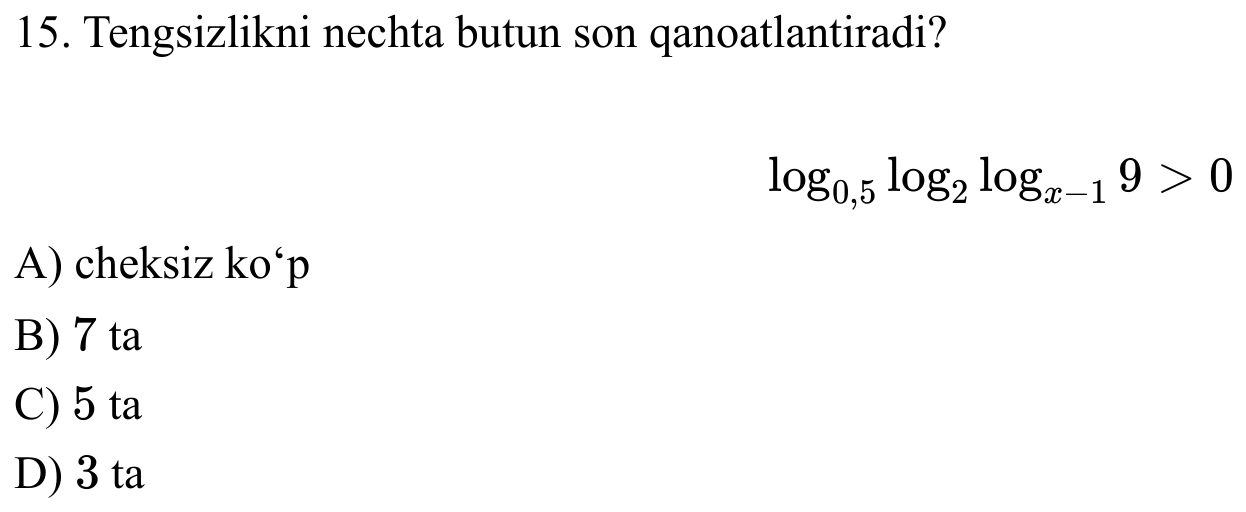 15. Tengsizlikni nechta butun son qanoatlantiradi?
log₀,₅ log₂ logₓ₋₁ 9 > 0
A) cheksiz ko‘p
B) 7 ta
C) 5 ta
D) 3 ta